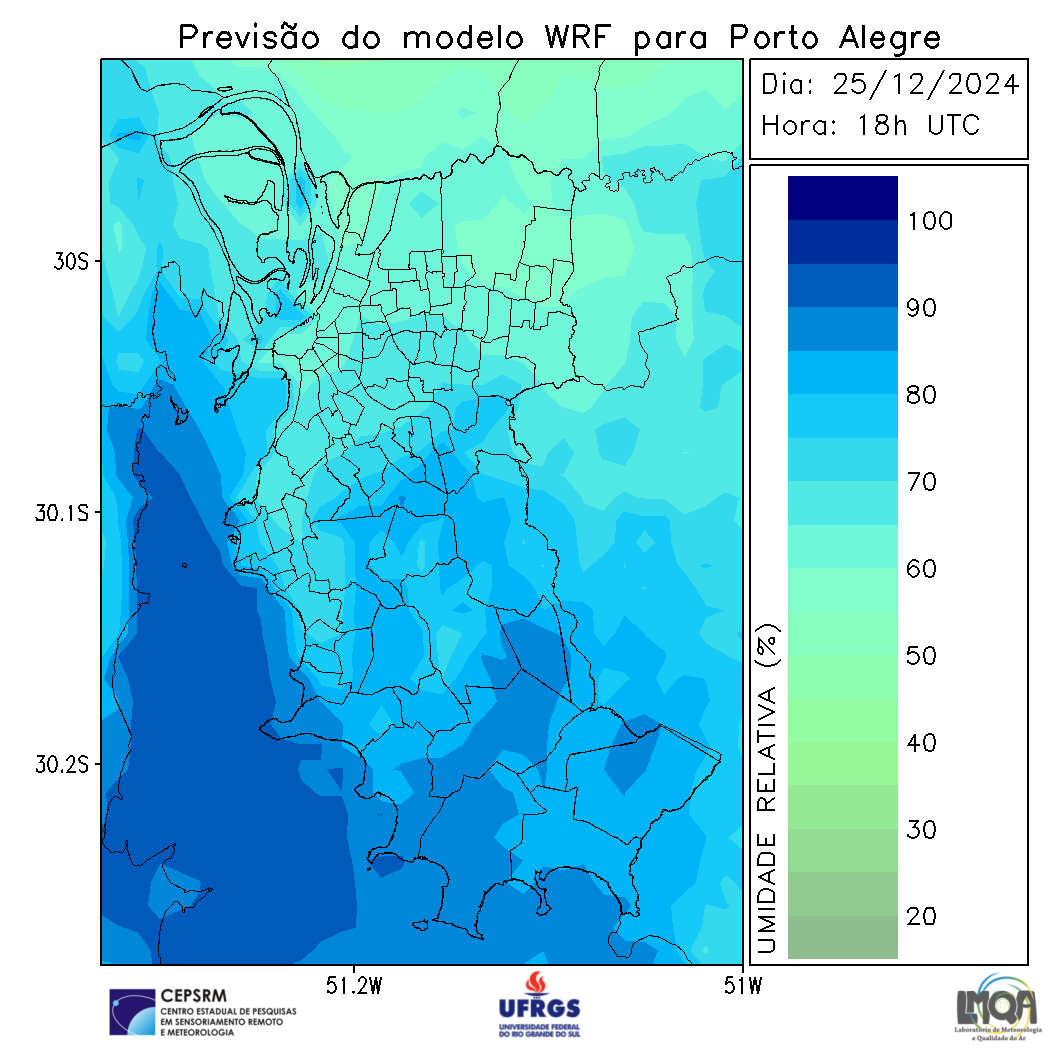 Previsão do modelo WRF para Porto Alegre
Dia: 25/12/2024
Hora: 18h UTC
100
90
80
70
60
50
40
30
20
UMIDADE RELATIVA (%)
30S
30.1S
30.2S
51.2W
51W
CEPSRM
CENTRO ESTADUAL DE PESQUISAS
EM SENSORIAMENTO REMOTO
E METEOROLOGIA
UFRGS
UNIVERSIDADE FEDERAL
DO RIO GRANDE DO SUL
LMQA
Laboratório de Meteorologia
e Qualidade do Ar